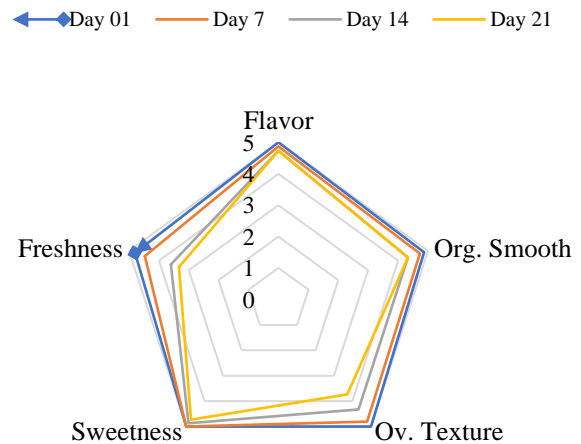 Day 01 Day 7 Day 14 Day 21
Flavor
5
4
Freshness 3 Org. Smooth
2
1
0
Sweetness Ov. Texture